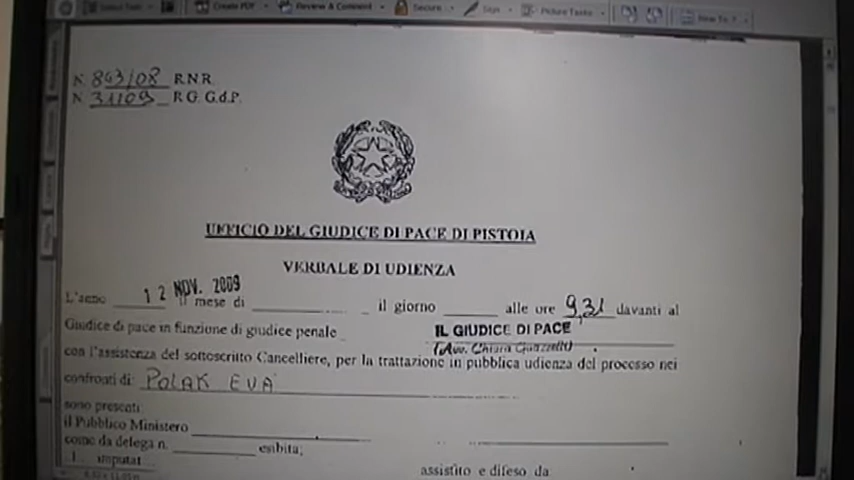 Create PDF Review & Comment Secure Sign
N. 863/08 R.N.R.
N. 311/09 R.G. G.d.P.
UFFICIO DEL GIUDICE DI PACE DI PISTOIA
VERBALE DI UDIENZA
L'anno 12 NOV. 2009 il mese di il giorno alle ore 9,31 davanti al
Giudice di pace in funzione di giudice penale IL GIUDICE DI PACE
(Avv. Chiara
con l'assistenza del sottoscritto Cancelliere, per la trattazione in pubblica udienza del processo nei
confronti di: POLAK EVA
sono presenti:
il Pubblico Ministero
come da delega n. esibita;
l imputat
assistito e difeso da